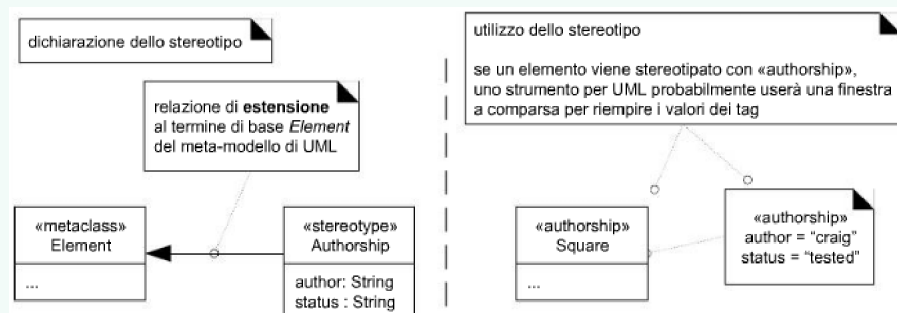 dichiarazione dello stereotipo
relazione di estensione
al termine di base Element
del meta-modello di UML
«metaclass»
Element
...
«stereotype»
Authorship
author: String
status : String
utilizzo dello stereotipo
se un elemento viene stereotipato con «authorship»,
uno strumento per UML probabilmente userà una finestra
a comparsa per riempire i valori dei tag
«authorship»
Square
...
«authorship»
author = “craig”
status = “tested”